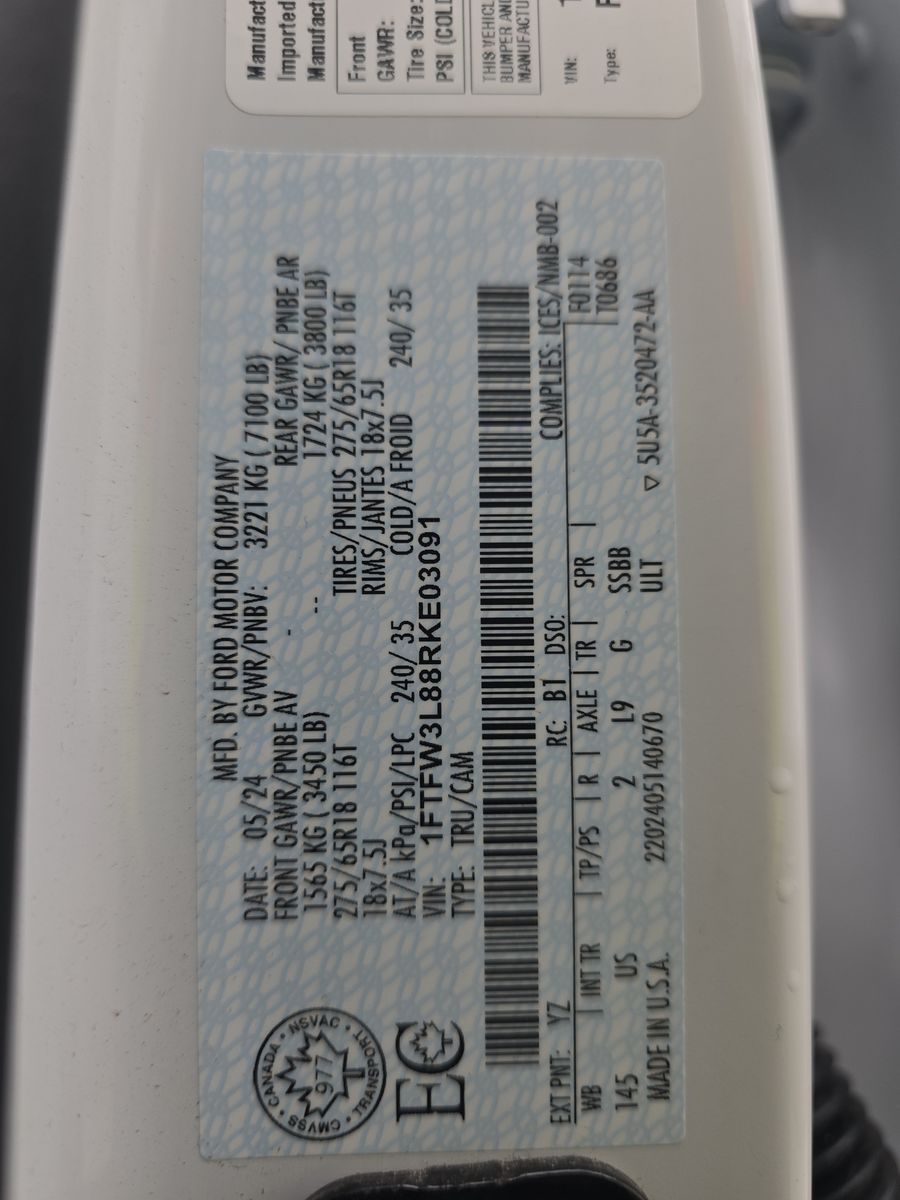 MFD. BY FORD MOTOR COMPANY
DATE: 05/24 GVWR/PNBV: 3221 KG ( 7100 LB)
FRONT GAWR/PNBE AV - REAR GAWR/ PNBE AR
1565 KG ( 3450 LB) -- 1724 KG ( 3800 LB)
275/65R18 116T TIRES/PNEUS 275/65R18 116T
18x7.5J RIMS/JANTES 18x7.5J
AT/A kPa/PSI/LPC 240/ 35 COLD/A FROID 240/ 35
VIN: 1FTFW3L88RKE03091
TYPE: TRU/CAM
CANADA • NSVAC • TRANSPORT • CMVSS •
977
EC
COMPLIES: ICES/NMB-002
EXT PNT: YZ RC: B1 DSO: F0114
WB | INT TR | TP/PS | R | AXLE | TR | SPR | T0686
145 US 2 L9 G SSBB
MADE IN U.S.A. 2202405140670 ULT ▽ 5U5A-3520472-AA
Manufact
Imported
Manufact
Front
GAWR:
Tire Size:
PSI (COLD
THIS VEHICL
BUMPER AND
MANUFACTU
VIN:
Type: